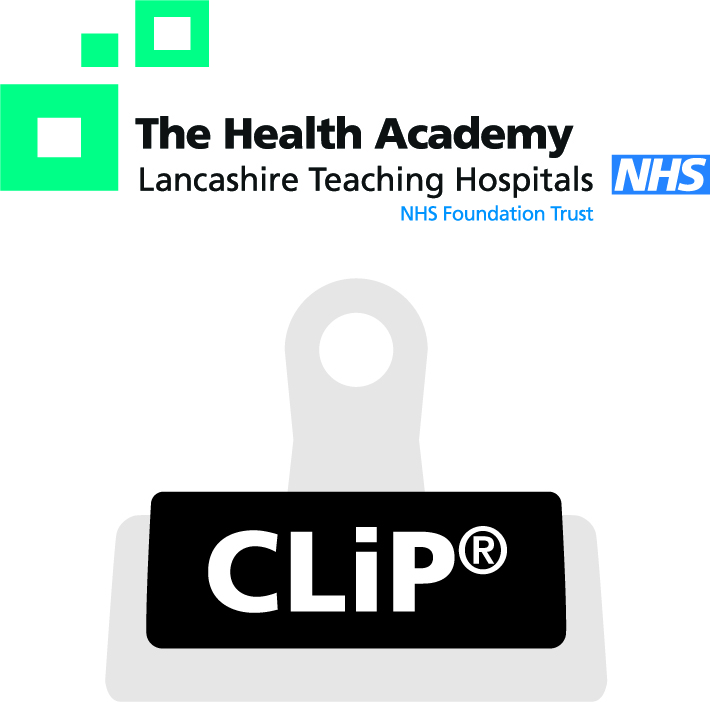 The Health Academy
Lancashire Teaching Hospitals NHS
NHS Foundation Trust
CLiP®